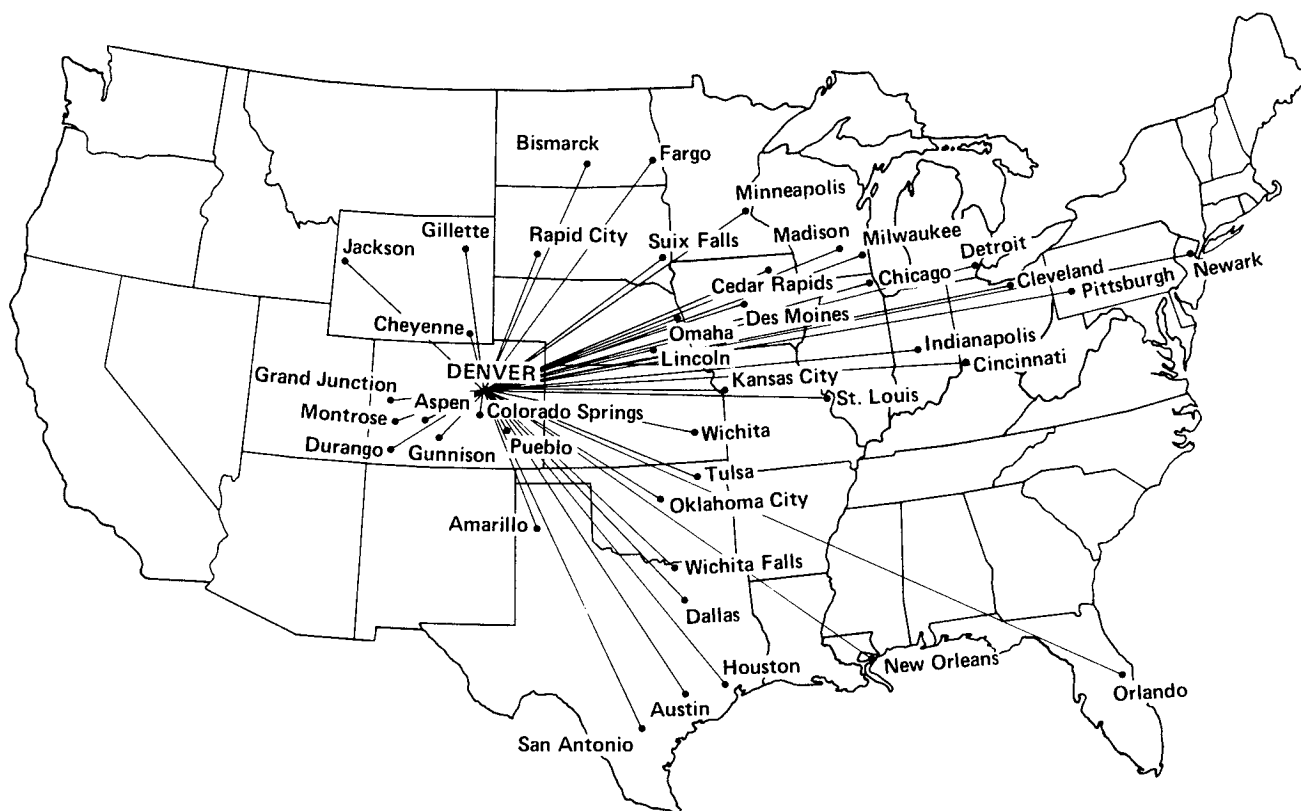 Bismarck
Fargo
Minneapolis
Gillette
Rapid City
Suix Falls
Madison
Milwaukee
Jackson
Detroit
Newark
Cedar Rapids
Chicago
Cleveland
Pittsburgh
Cheyenne
Omaha
Des Moines
Indianapolis
Lincoln
Cincinnati
DENVER
Kansas City
Grand Junction
Aspen
St. Louis
Montrose
Colorado Springs
Wichita
Durango
Gunnison
Pueblo
Tulsa
Oklahoma City
Amarillo
Wichita Falls
Dallas
Houston
New Orleans
Orlando
Austin
San Antonio